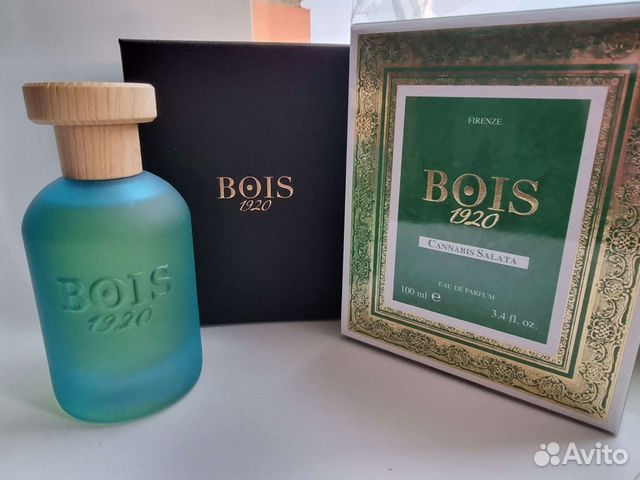 BOIS
1920
BOIS
1920
FIRENZE
BOIS
1920
CANNABIS SALATA
EAU DE PARFUM
100 ml e
3.4 fl. oz.
Avito